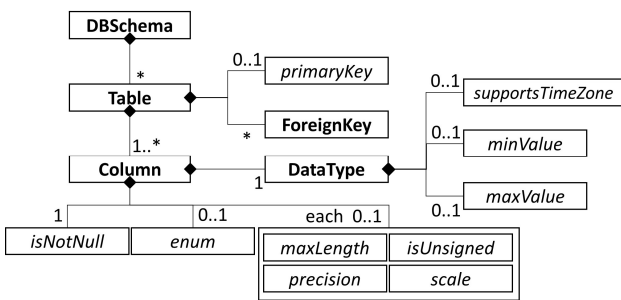 DBSchema
*
0..1
primaryKey
Table
ForeignKey
*
1..*
0..1
supportsTimeZone
0..1
minValue
Column
1
DataType
maxValue
0..1
1
0..1
each 0..1
isNotNull
enum
maxLength
isUnsigned
precision
scale